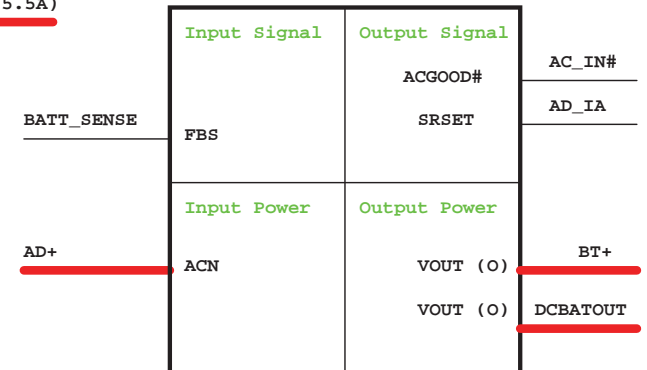 5.5A)
Input Signal
Output Signal
ACGOOD#
AC_IN#
BATT_SENSE
FBS
SRSET
AD_IA
Input Power
Output Power
AD+
ACN
VOUT (O)
BT+
VOUT (O)
DCBATOUT